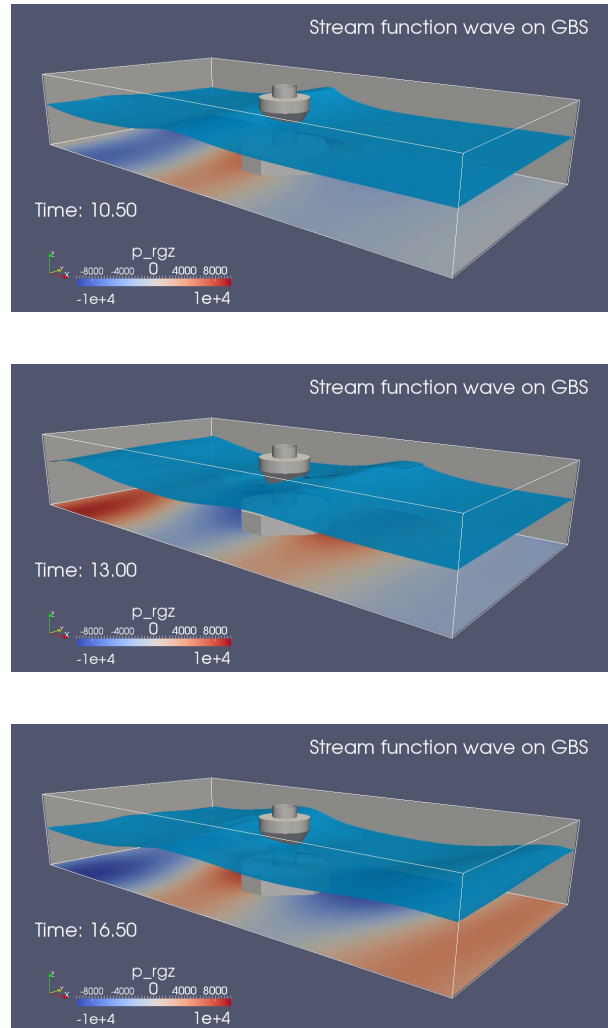 Stream function wave on GBS
Time: 10.50
z
Y
X
p_rgz
-8000 -4000 0 4000 8000
-1e+4 1e+4
Stream function wave on GBS
Time: 13.00
z
Y
X
p_rgz
-8000 -4000 0 4000 8000
-1e+4 1e+4
Stream function wave on GBS
Time: 16.50
z
Y
X
p_rgz
-8000 -4000 0 4000 8000
-1e+4 1e+4